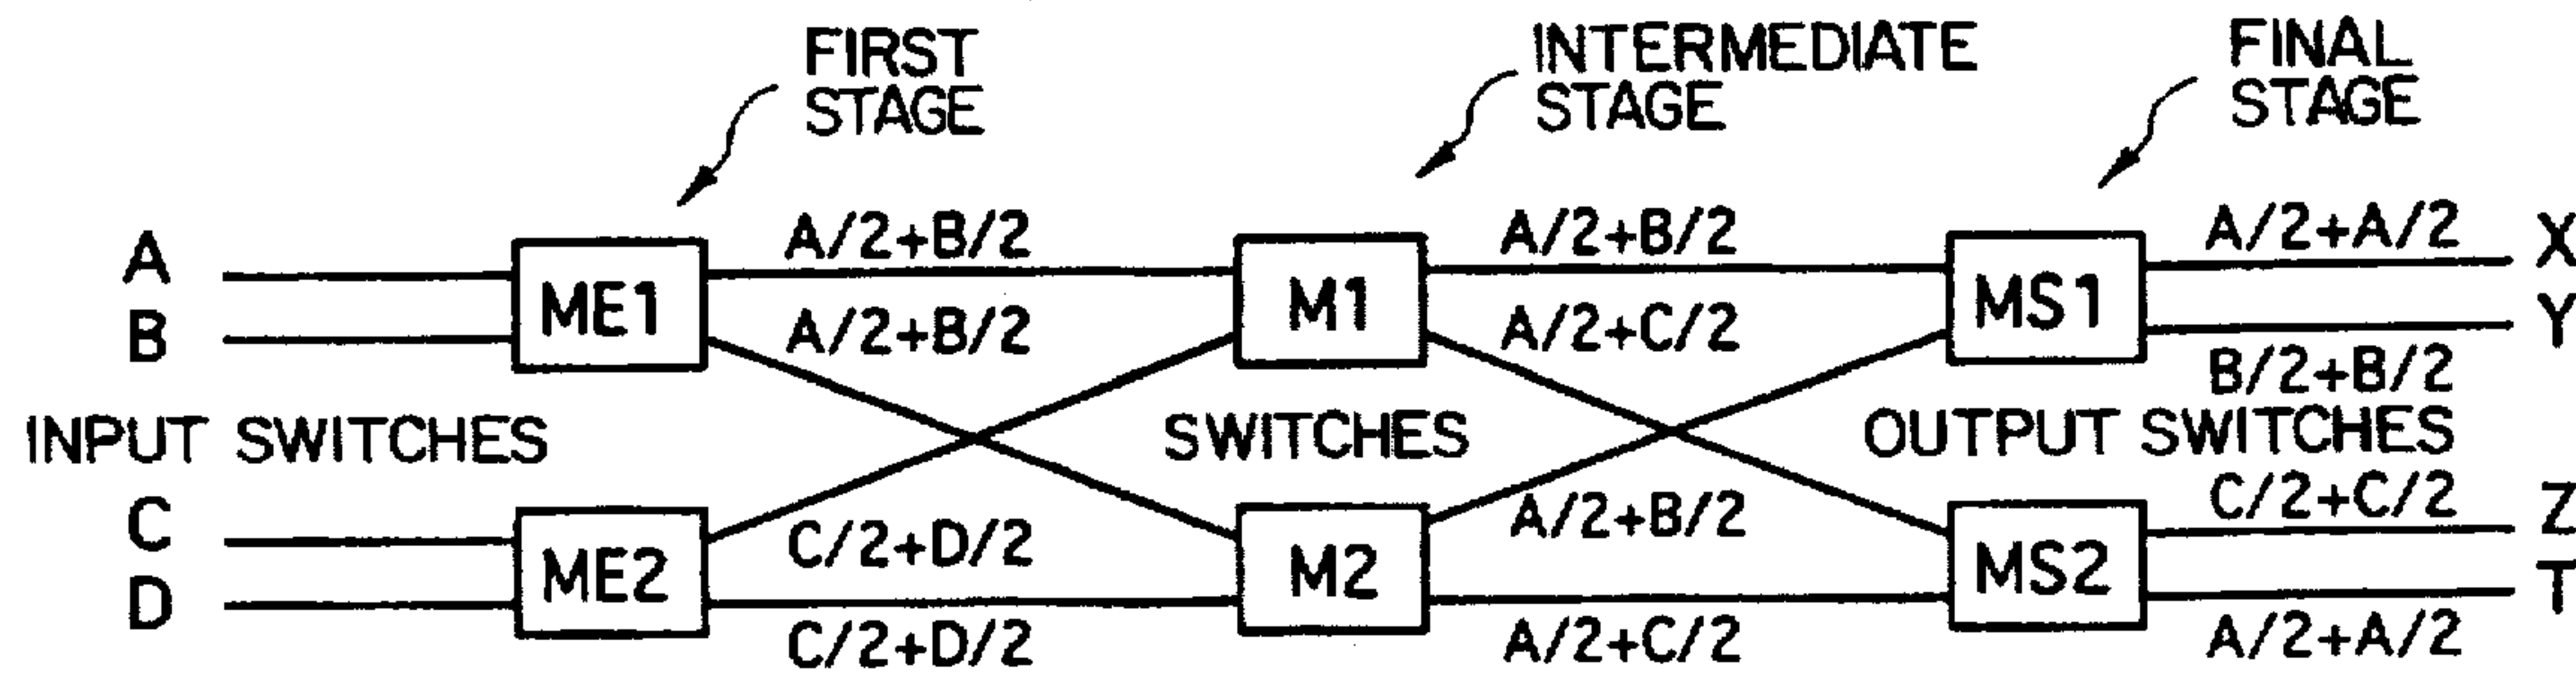 FIRST
STAGE
INTERMEDIATE
STAGE
FINAL
STAGE
A
B
ME1
A/2+B/2
A/2+B/2
M1
A/2+B/2
A/2+C/2
MS1
A/2+A/2
X
Y
B/2+B/2
INPUT SWITCHES
SWITCHES
OUTPUT SWITCHES
C
D
ME2
C/2+D/2
C/2+D/2
M2
A/2+B/2
A/2+C/2
MS2
C/2+C/2
Z
T
A/2+A/2